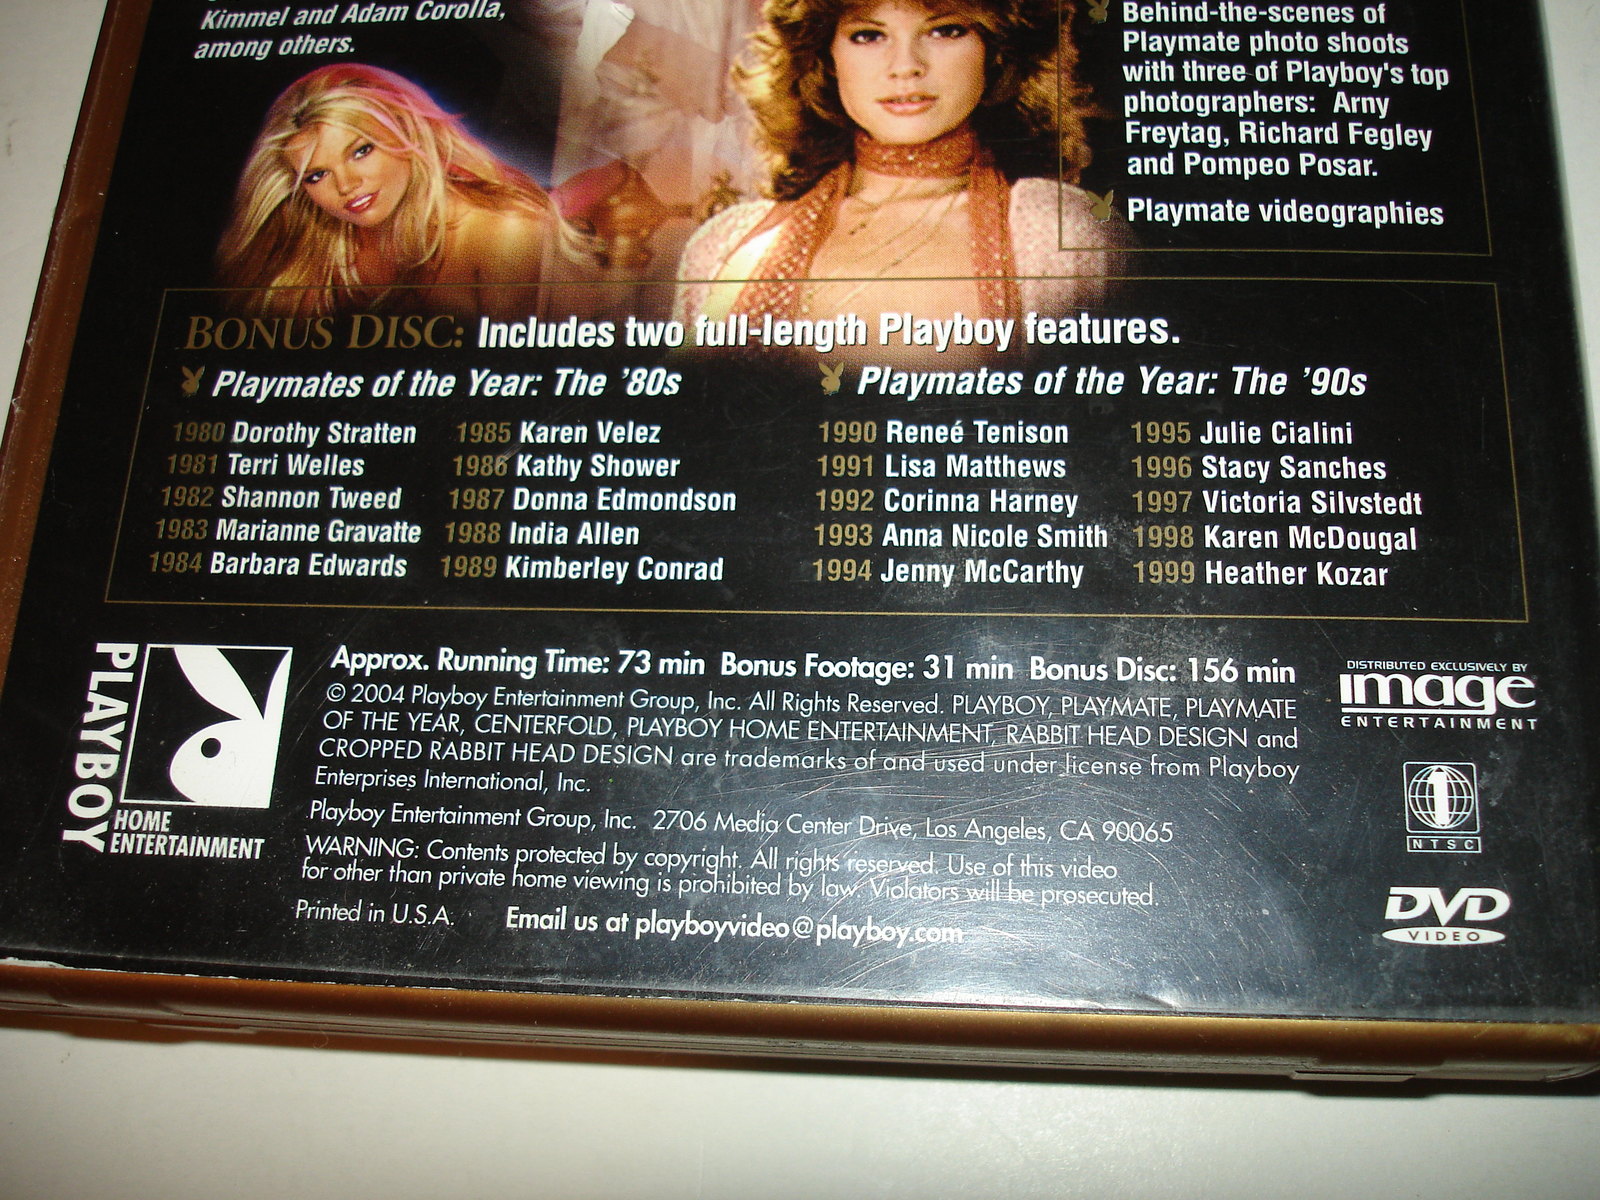 Kimmel and Adam Corolla,
among others.
Behind-the-scenes of
Playmate photo shoots
with three of Playboy's top
photographers: Arny
Freytag, Richard Fegley
and Pompeo Posar.
Playmate videographies
BONUS DISC: Includes two full-length Playboy features.
Playmates of the Year: The ’80s
1980 Dorothy Stratten
1981 Terri Welles
1982 Shannon Tweed
1983 Marianne Gravatte
1984 Barbara Edwards
1985 Karen Velez
1986 Kathy Shower
1987 Donna Edmondson
1988 India Allen
1989 Kimberley Conrad
Playmates of the Year: The ’90s
1990 Reneé Tenison
1991 Lisa Matthews
1992 Corinna Harney
1993 Anna Nicole Smith
1994 Jenny McCarthy
1995 Julie Cialini
1996 Stacy Sanches
1997 Victoria Silvstedt
1998 Karen McDougal
1999 Heather Kozar
PLAYBOY
HOME
ENTERTAINMENT
Approx. Running Time: 73 min Bonus Footage: 31 min Bonus Disc: 156 min
© 2004 Playboy Entertainment Group, Inc. All Rights Reserved. PLAYBOY, PLAYMATE, PLAYMATE
OF THE YEAR, CENTERFOLD, PLAYBOY HOME ENTERTAINMENT, RABBIT HEAD DESIGN and
CROPPED RABBIT HEAD DESIGN are trademarks of and used under license from Playboy
Enterprises International, Inc.
Playboy Entertainment Group, Inc. 2706 Media Center Drive, Los Angeles, CA 90065
WARNING: Contents protected by copyright. All rights reserved. Use of this video
for other than private home viewing is prohibited by law. Violators will be prosecuted.
Printed in U.S.A. Email us at playboyvideo@playboy.com
DISTRIBUTED EXCLUSIVELY BY
image
ENTERTAINMENT
1
NTSC
DVD
VIDEO